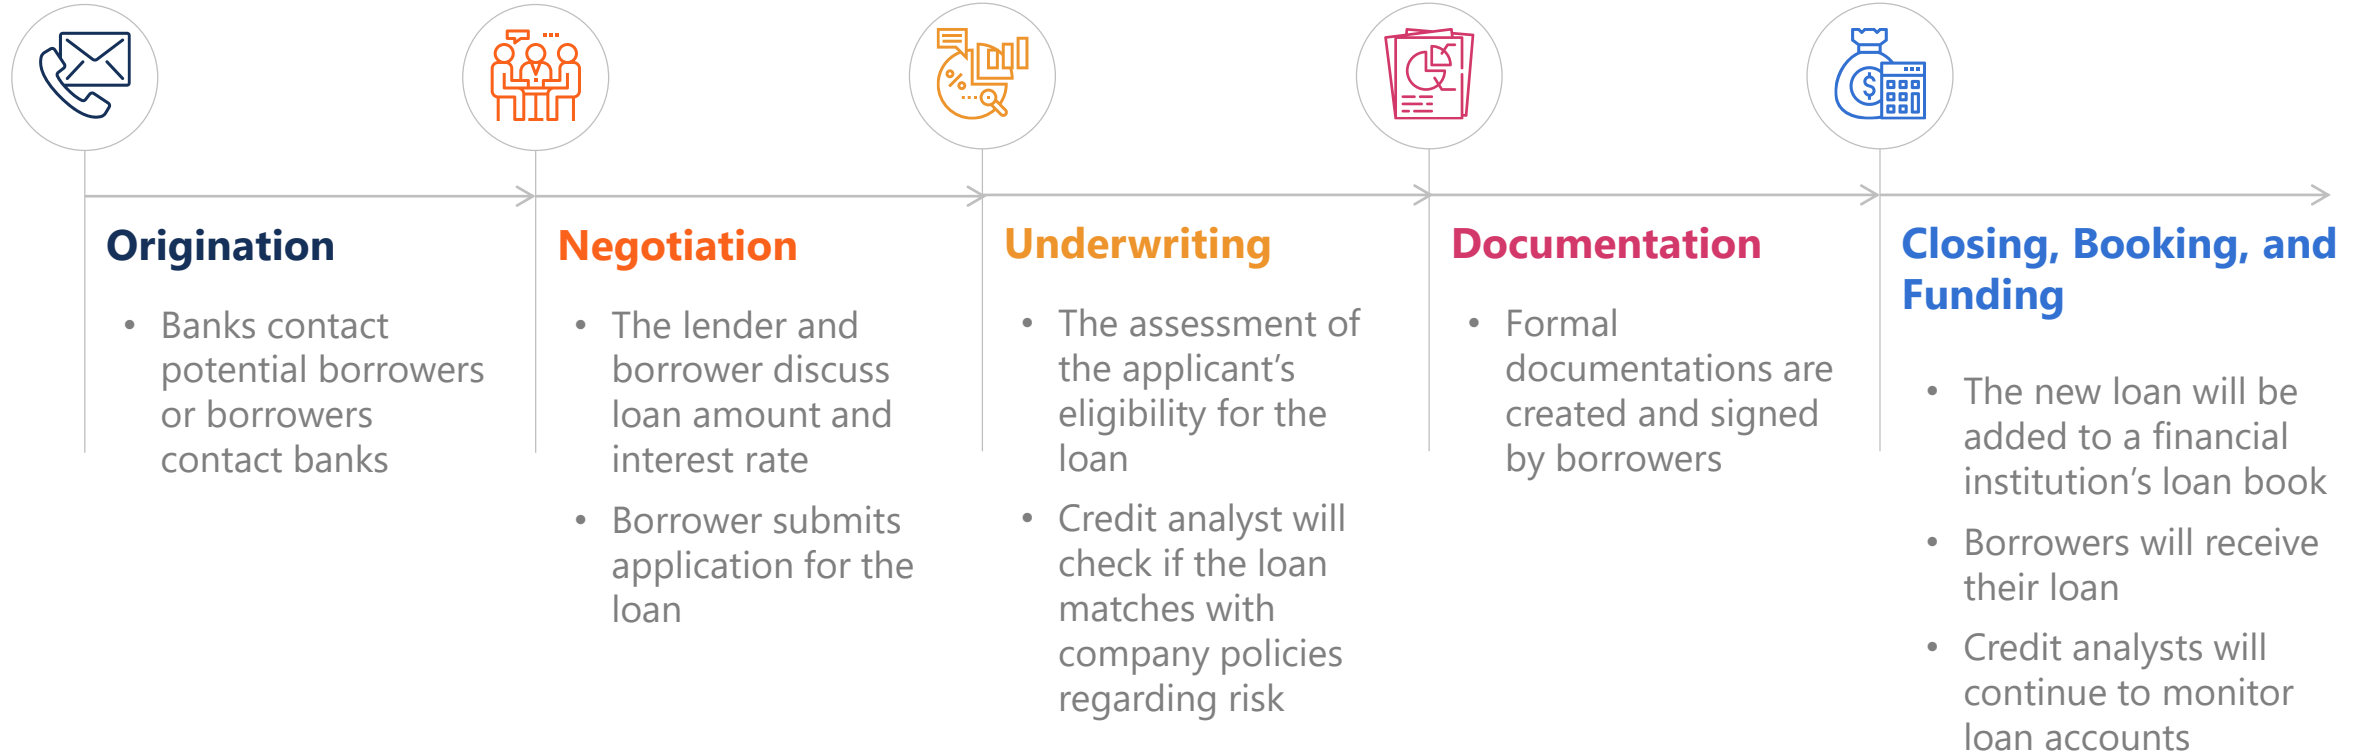 Origination
• Banks contact
potential borrowers
or borrowers
contact banks
Negotiation
• The lender and
borrower discuss
loan amount and
interest rate
• Borrower submits
application for the
loan
Underwriting
• The assessment of
the applicant’s
eligibility for the
loan
• Credit analyst will
check if the loan
matches with
company policies
regarding risk
Documentation
• Formal
documentations are
created and signed
by borrowers
Closing, Booking, and
Funding
• The new loan will be
added to a financial
institution’s loan book
• Borrowers will receive
their loan
• Credit analysts will
continue to monitor
loan accounts